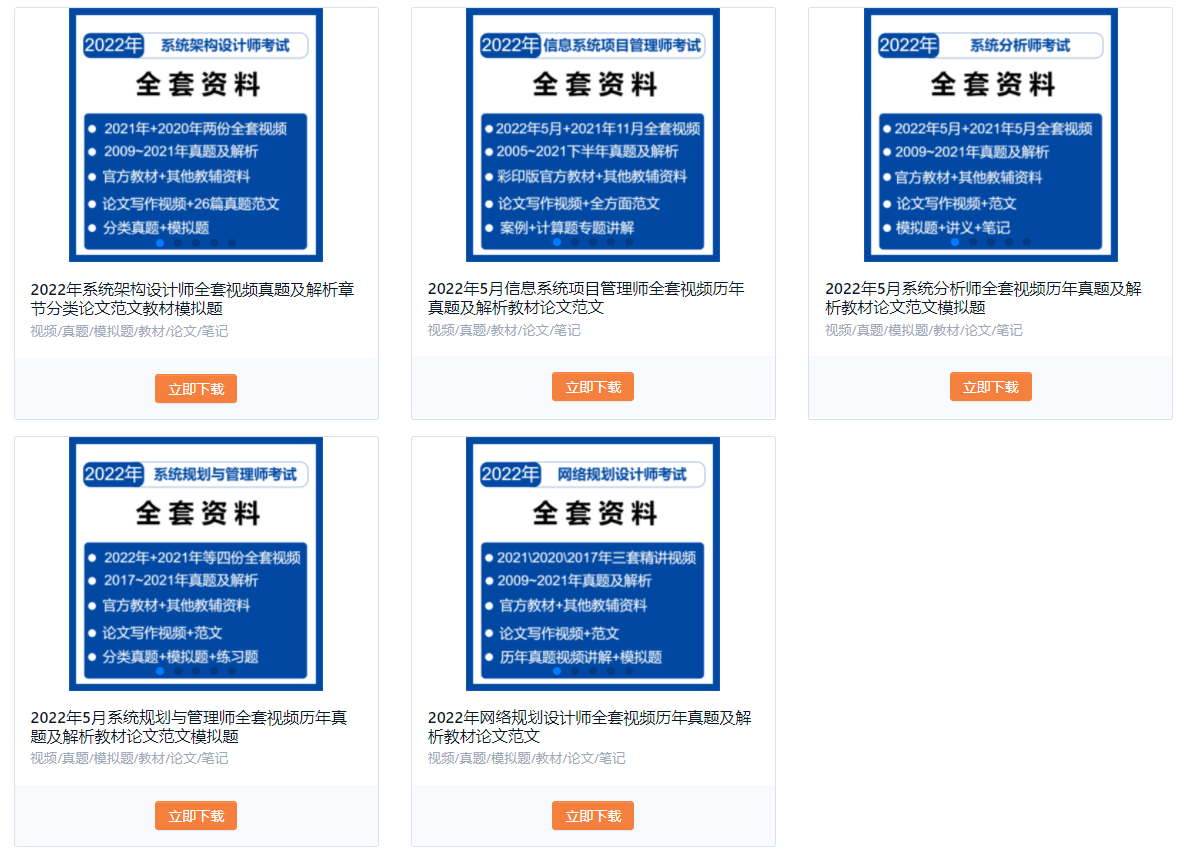 2022年 系统架构设计师考试
全套资料
2021年+2020年两份全套视频
2009~2021年真题及解析
官方教材+其他教辅资料
论文写作视频+26篇真题范文
分类真题+模拟题
2022年系统架构设计师全套视频真题及解析章
节分类论文范文教材模拟题
视频/真题/模拟题/教材/论文/笔记
立即下载
2022年 信息系统项目管理师考试
全套资料
2022年5月+2021年11月全套视频
2005~2021下半年真题及解析
彩印版官方教材+其他教辅资料
论文写作视频+全方面范文
案例+计算题专题讲解
2022年5月信息系统项目管理师全套视频历年
真题及解析教材论文范文
视频/真题/教材/论文/笔记
立即下载
2022年 系统分析师考试
全套资料
2022年5月+2021年5月全套视频
2009~2021年真题及解析
官方教材+其他教辅资料
论文写作视频+范文
模拟题+讲义+笔记
2022年5月系统分析师全套视频历年真题及解
析教材论文范文模拟题
视频/真题/模拟题/教材/论文/笔记
立即下载
2022年 系统规划与管理师考试
全套资料
2022年+2021年等四份全套视频
2017~2021年真题及解析
官方教材+其他教辅资料
论文写作视频+范文
分类真题+模拟题+练习题
2022年5月系统规划与管理师全套视频历年真
题及解析教材论文范文模拟题
视频/真题/模拟题/教材/论文/笔记
立即下载
2022年 网络规划设计师考试
全套资料
2021\2020\2017年三套精讲视频
2009~2021年真题及解析
官方教材+其他教辅资料
论文写作视频+范文
历年真题视频讲解+模拟题
2022年网络规划设计师全套视频历年真题及解
析教材论文范文
视频/真题/模拟题/教材/论文/笔记
立即下载